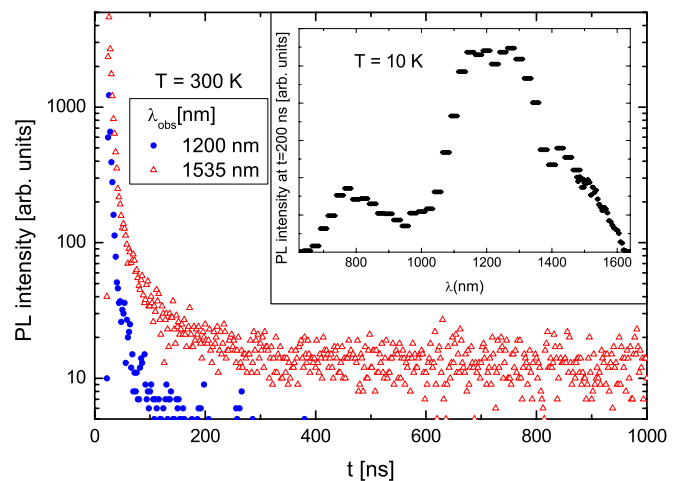 T = 300 K
λobs[nm]
1200 nm
1535 nm
T = 10 K
PL intensity at t=200 ns [arb. units]
800 1000 1200 1400 1600
λ(nm)
PL intensity [arb. units]
1000
100
10
0 200 400 600 800 1000
t [ns]